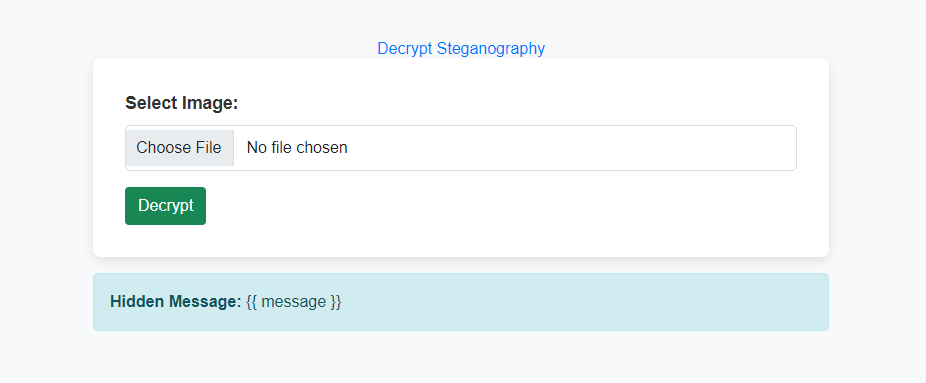 Decrypt Steganography
Select Image:
Choose File No file chosen
Decrypt
Hidden Message: {{ message }}